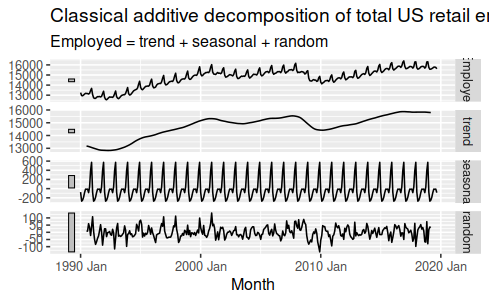 Classical additive decomposition of total US retail
Employed = trend + seasonal + random
16000
15000
14000
13000
16000
15000
14000
13000
trend
600
400
200
0
-200
100
50
0
-50
-100
random
1990 Jan
2000 Jan
2010 Jan
2020 Jan
Month